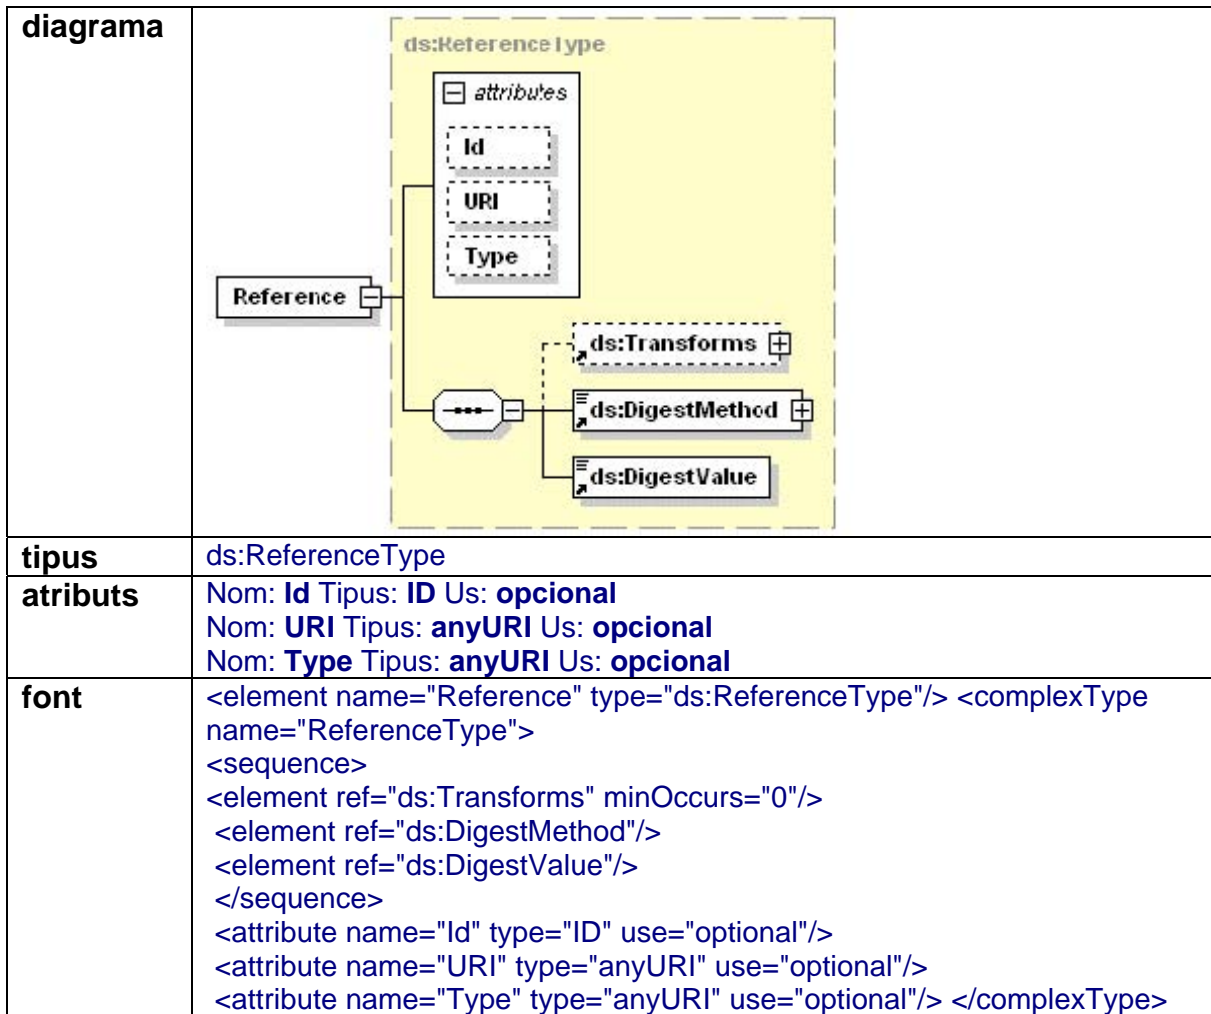 diagrama
ds:ReferenceType
attributes
Id
URI
Type
Reference
ds:Transforms
ds:DigestMethod
ds:DigestValue
tipus
ds:ReferenceType
atributs
Nom: Id Tipus: ID Us: opcional
Nom: URI Tipus: anyURI Us: opcional
Nom: Type Tipus: anyURI Us: opcional
font
<element name="Reference" type="ds:ReferenceType"/> <complexType
name="ReferenceType">
<sequence>
<element ref="ds:Transforms" minOccurs="0"/>
<element ref="ds:DigestMethod"/>
<element ref="ds:DigestValue"/>
</sequence>
<attribute name="Id" type="ID" use="optional"/>
<attribute name="URI" type="anyURI" use="optional"/>
<attribute name="Type" type="anyURI" use="optional"/> </complexType>